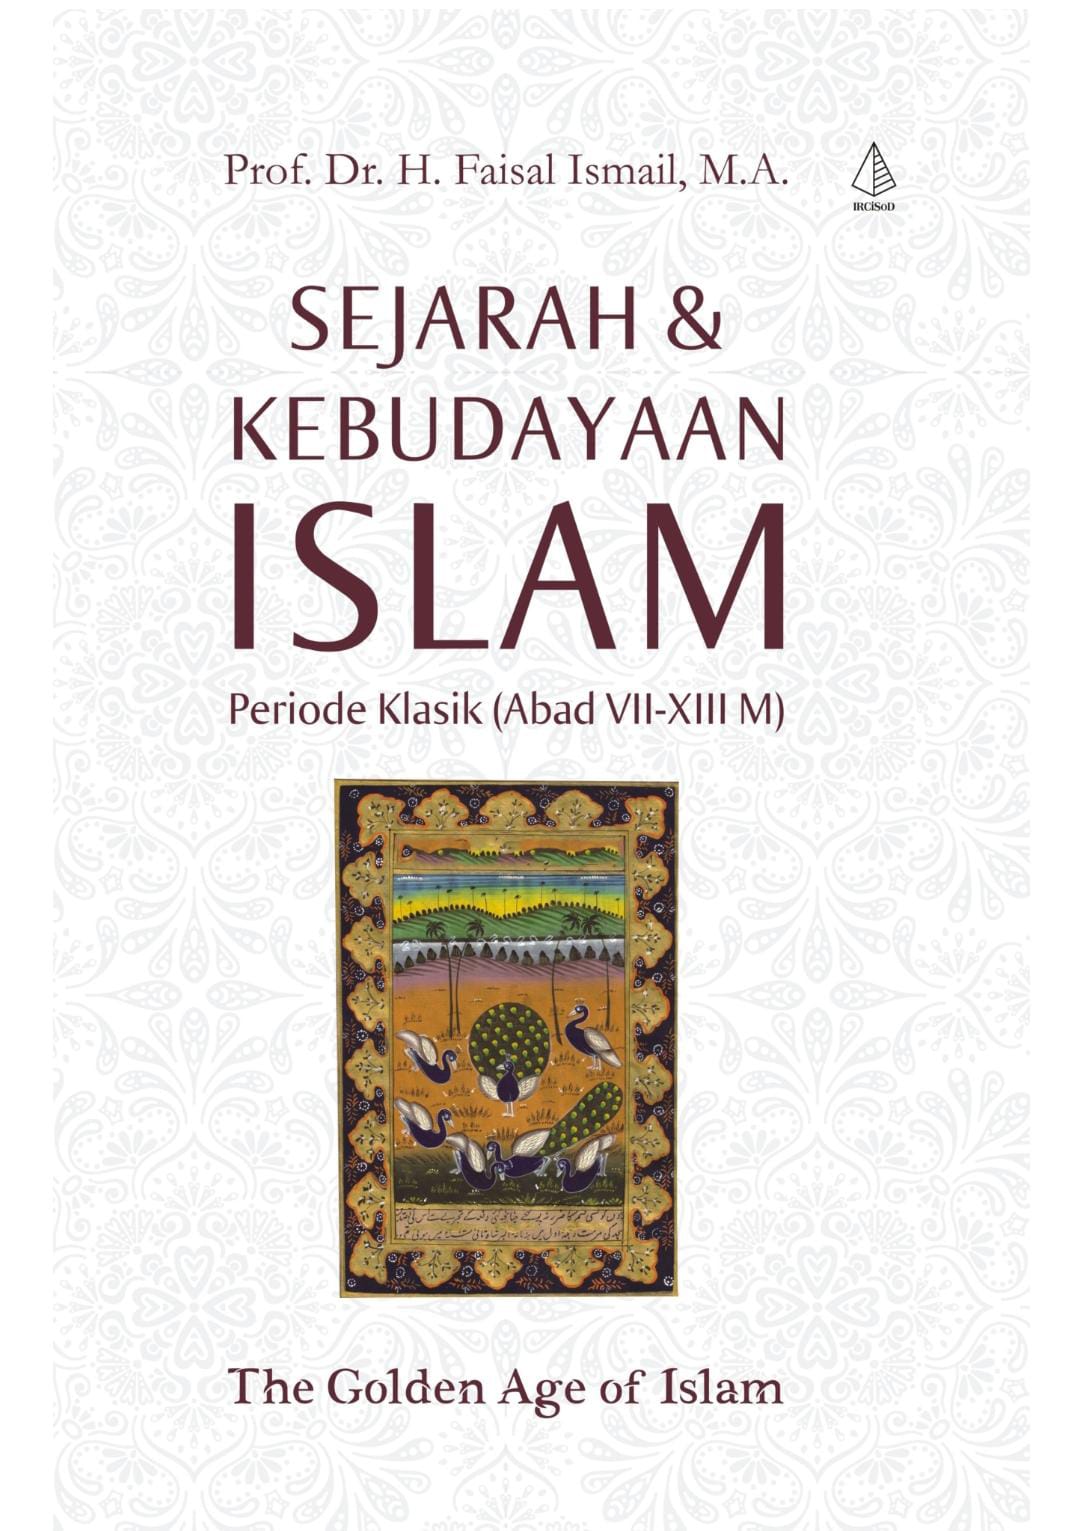 Prof. Dr. H. Faisal Ismail, M.A.
IRCiSoD
SEJARAH &
KEBUDAYAAN
ISLAM
Periode Klasik (Abad VII-XIII M)
The Golden Age of Islam